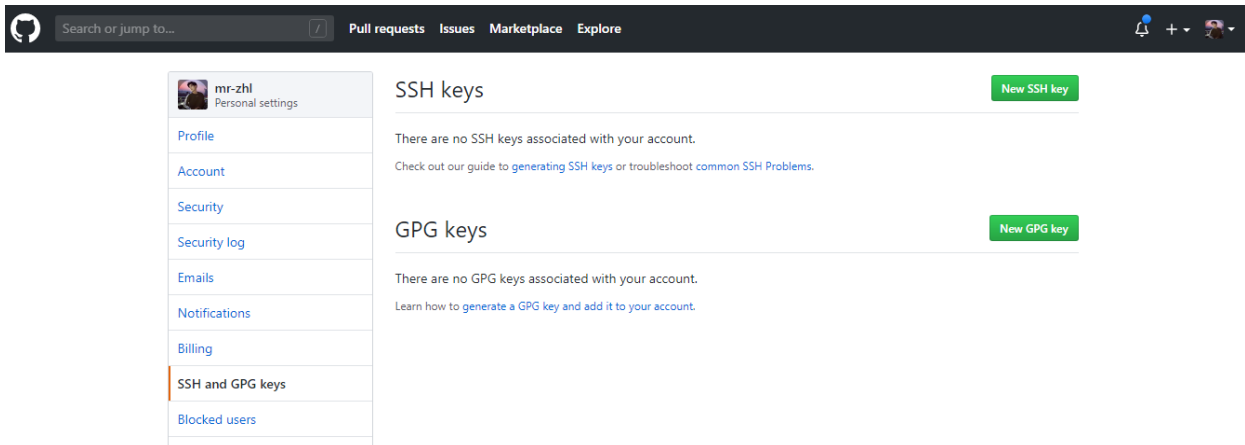 Search or jump to... /
Pull requests Issues Marketplace Explore
mr-zhl
Personal settings
Profile
Account
Security
Security log
Emails
Notifications
Billing
SSH and GPG keys
Blocked users
SSH keys
New SSH key
There are no SSH keys associated with your account.
Check out our guide to generating SSH keys or troubleshoot common SSH Problems.
GPG keys
New GPG key
There are no GPG keys associated with your account.
Learn how to generate a GPG key and add it to your account.